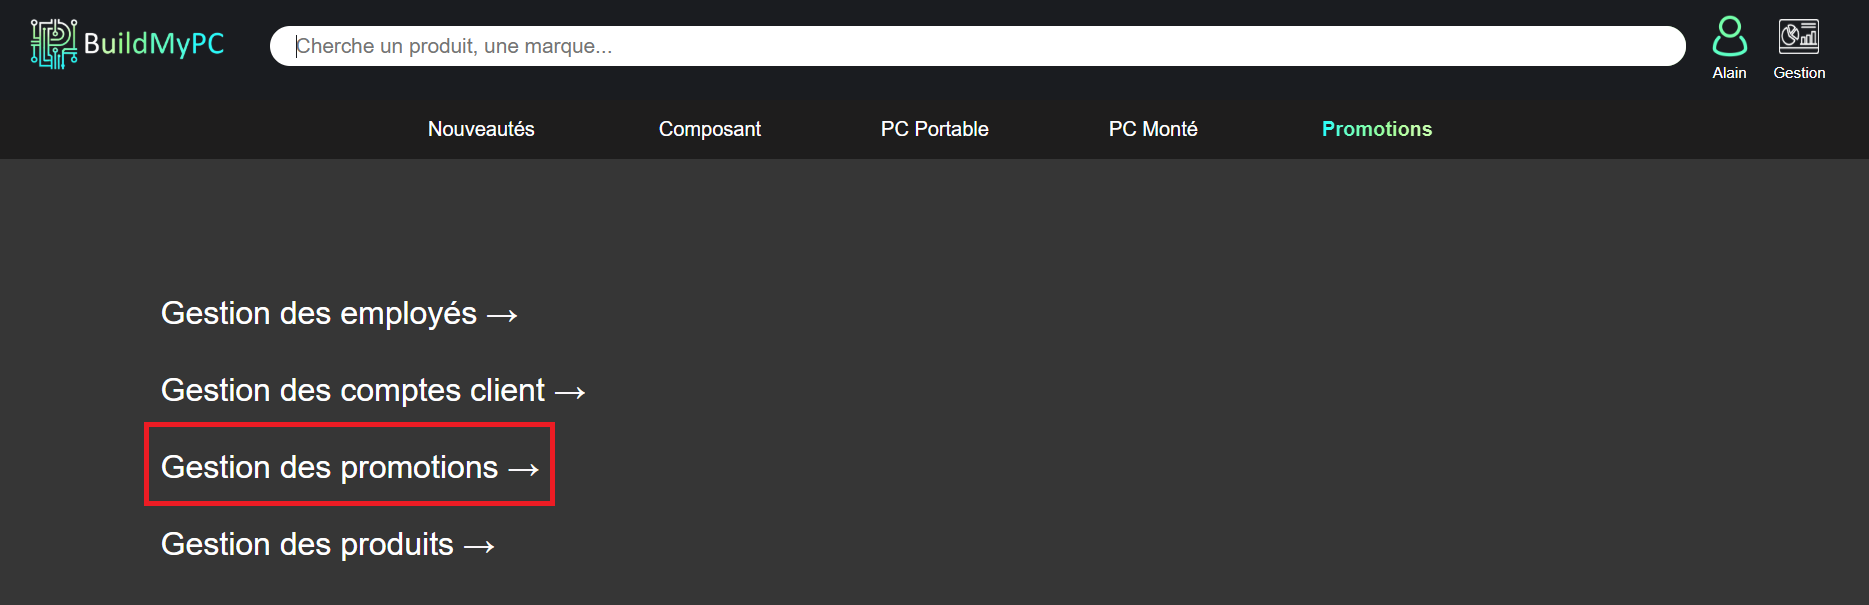 BuildMyPC
Cherche un produit, une marque...
Alain
Gestion
Nouveautés
Composant
PC Portable
PC Monté
Promotions
Gestion des employés →
Gestion des comptes client →
Gestion des promotions →
Gestion des produits →